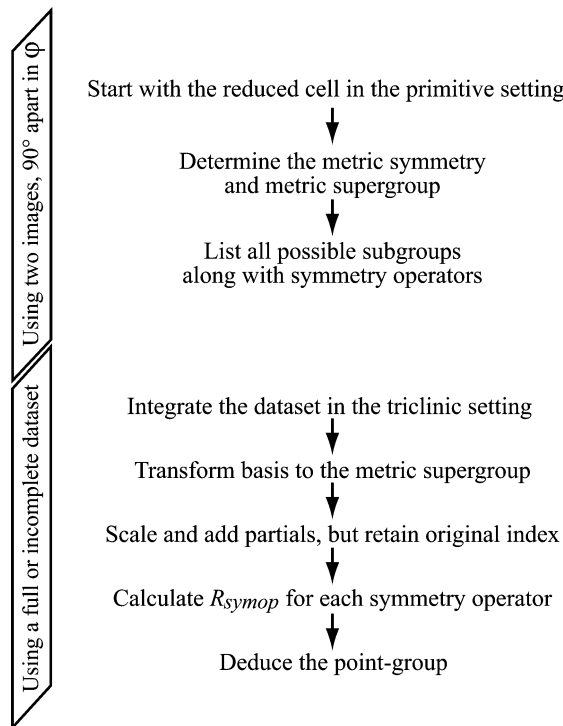 Using two images, 90° apart in φ
Start with the reduced cell in the primitive setting
Determine the metric symmetry
and metric supergroup
List all possible subgroups
along with symmetry operators
Using a full or incomplete dataset
Integrate the dataset in the triclinic setting
Transform basis to the metric supergroup
Scale and add partials, but retain original index
Calculate Rsymop for each symmetry operator
Deduce the point-group